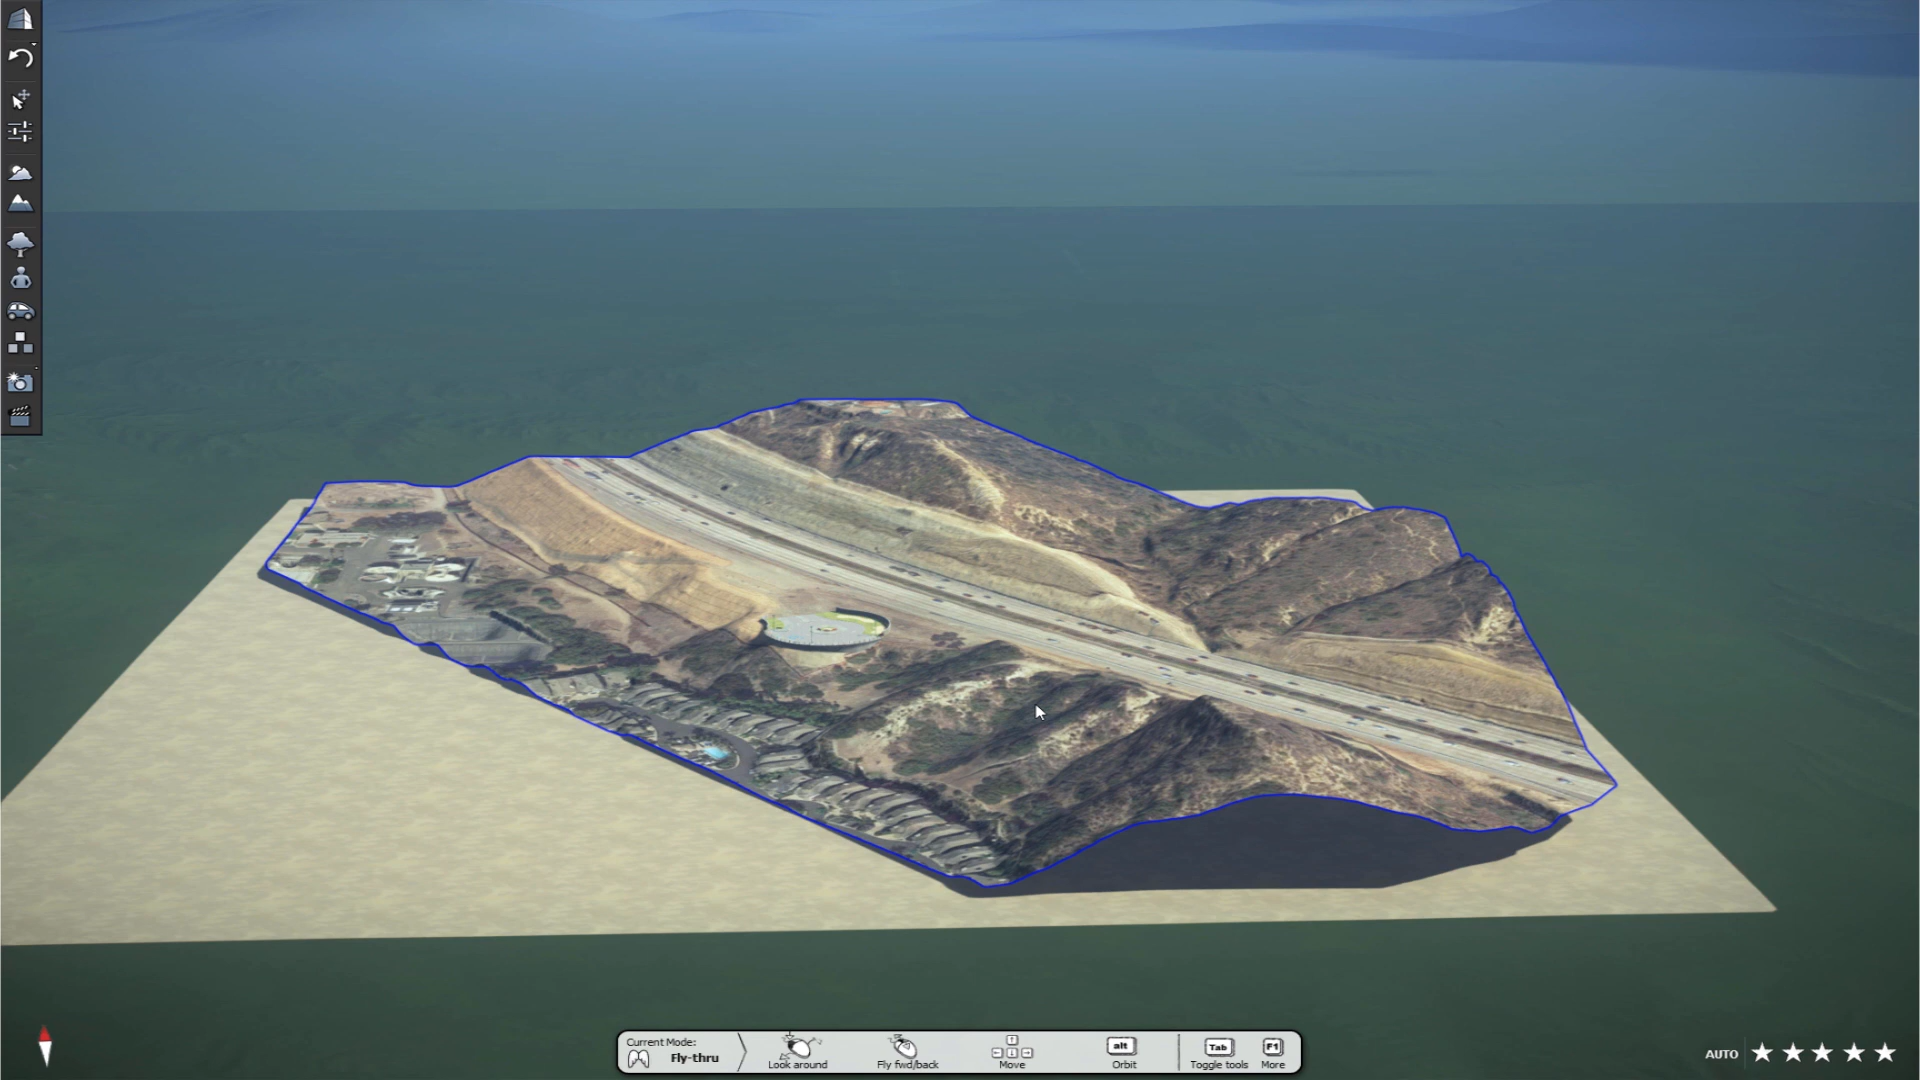 Current Mode:
Fly-thru
Look around
Fly fwd/back
Move
alt
Orbit
Tab
Toggle tools
F1
More
AUTO